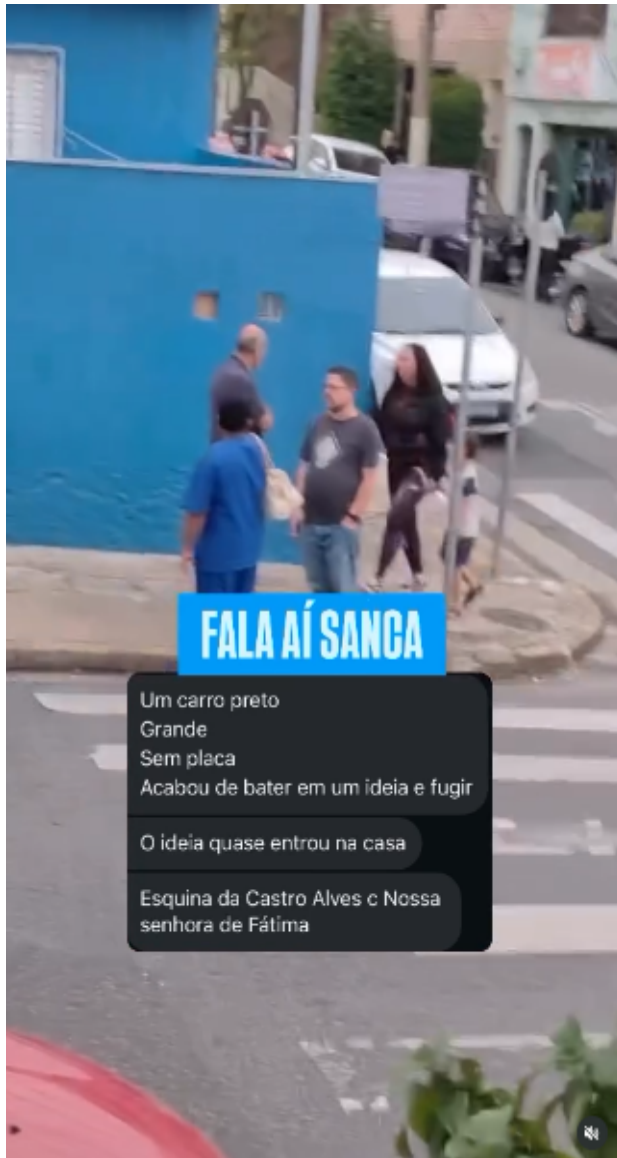 FALA AÍ SANCA
Um carro preto
Grande
Sem placa
Acabou de bater em um ideia e fugir
O ideia quase entrou na casa
Esquina da Castro Alves c Nossa
senhora de Fátima